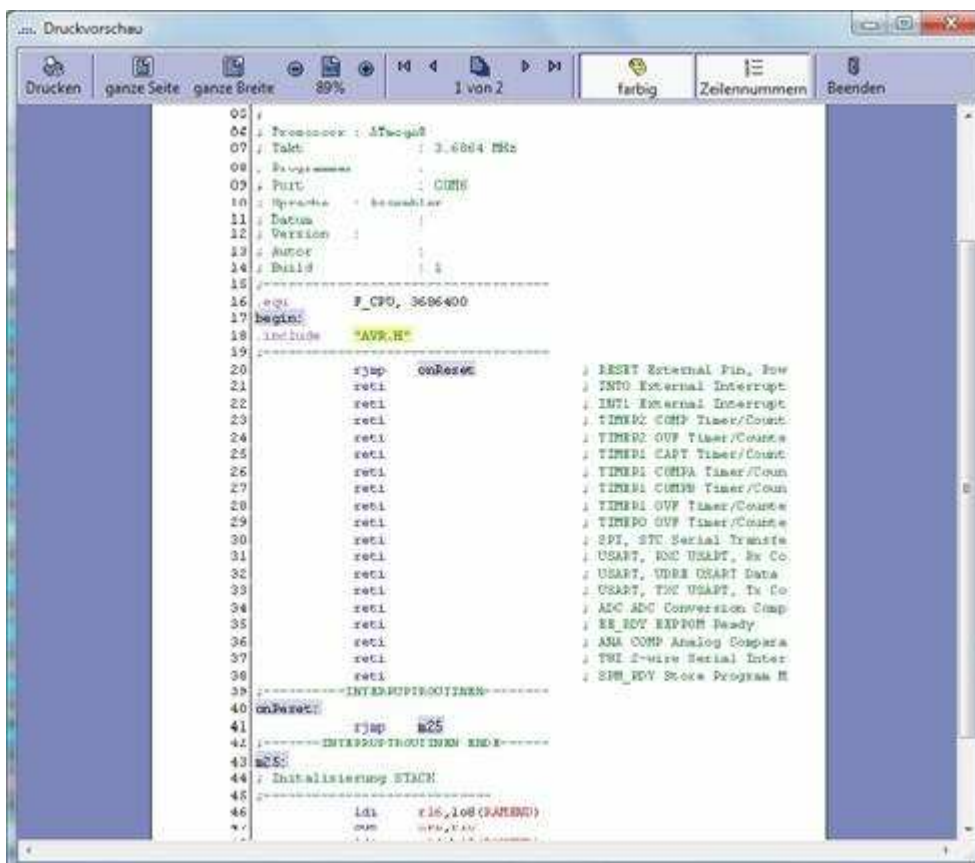 Druckvorschau
Drucken ganze Seite ganze Breite 89% 1 von 2 farbig Zeilennummern Beenden
05 ;
06 ; Prozessor : ATmega8
07 ; Takt : 3.6864 MHz
08 ; Programmer :
09 ; Port : COM6
10 ; Sprache : Assembler
11 ; Datum :
12 ; Version :
13 ; Autor :
14 ; Build : 1
15 ;----------------------------------
16 .equ F_CPU, 3686400
17 begin:
18 .include "AVR.H"
19 ;----------------------------------
20 rjmp onReset ; RESET External Pin, Pow
21 reti ; INT0 External Interrupt
22 reti ; INT1 External Interrupt
23 reti ; TIMER2 COMP Timer/Count
24 reti ; TIMER2 OVF Timer/Counte
25 reti ; TIMER1 CAPT Timer/Count
26 reti ; TIMER1 COMPA Timer/Coun
27 reti ; TIMER1 COMPB Timer/Coun
28 reti ; TIMER1 OVF Timer/Counte
29 reti ; TIMER0 OVF Timer/Counte
30 reti ; SPI, STC Serial Transfe
31 reti ; USART, RXC USART, Rx Co
32 reti ; USART, UDRE USART Data
33 reti ; USART, TXC USART, Tx Co
34 reti ; ADC ADC Conversion Comp
35 reti ; EE_RDY EEPROM Ready
36 reti ; ANA COMP Analog Compara
37 reti ; TWI 2-wire Serial Inter
38 reti ; SPM_RDY Store Program M
39 ;----------INTERRUPTROUTINEN--------
40 onReset:
41 rjmp m25
42 ;-------INTERRUPTROUTINEN ENDE------
43 m25:
44 ; Initalisierung STACK
45 ;----------------------------
46 ldi r16,lo8(RAMEND)